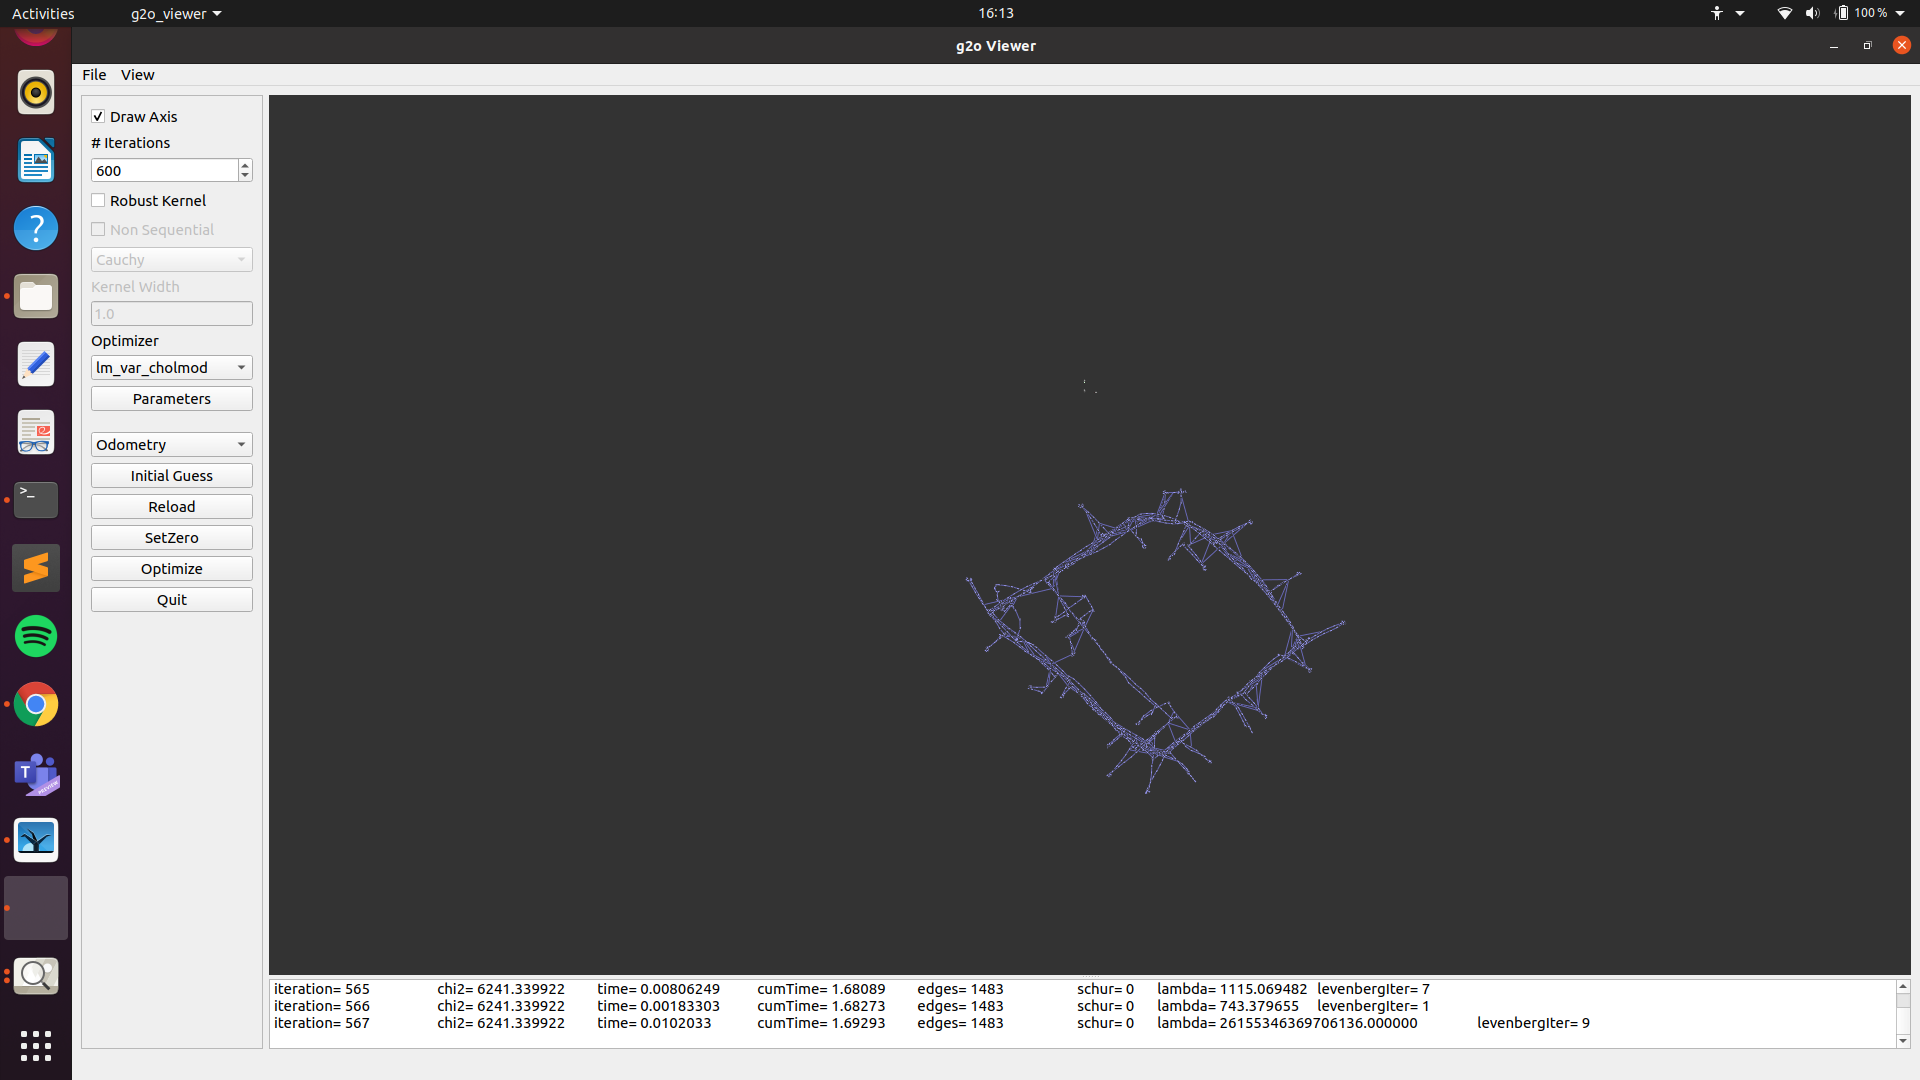 Activities g2o_viewer 16:13 100 %
g2o Viewer
File View
Draw Axis
# Iterations
600
Robust Kernel
Non Sequential
Cauchy
Kernel Width
1.0
Optimizer
lm_var_cholmod
Parameters
Odometry
Initial Guess
Reload
SetZero
Optimize
Quit
iteration= 565 chi2= 6241.339922 time= 0.00806249 cumTime= 1.68089 edges= 1483 schur= 0 lambda= 1115.069482 levenbergIter= 7
iteration= 566 chi2= 6241.339922 time= 0.00183303 cumTime= 1.68273 edges= 1483 schur= 0 lambda= 743.379655 levenbergIter= 1
iteration= 567 chi2= 6241.339922 time= 0.0102033 cumTime= 1.69293 edges= 1483 schur= 0 lambda= 26155346369706136.000000 levenbergIter= 9